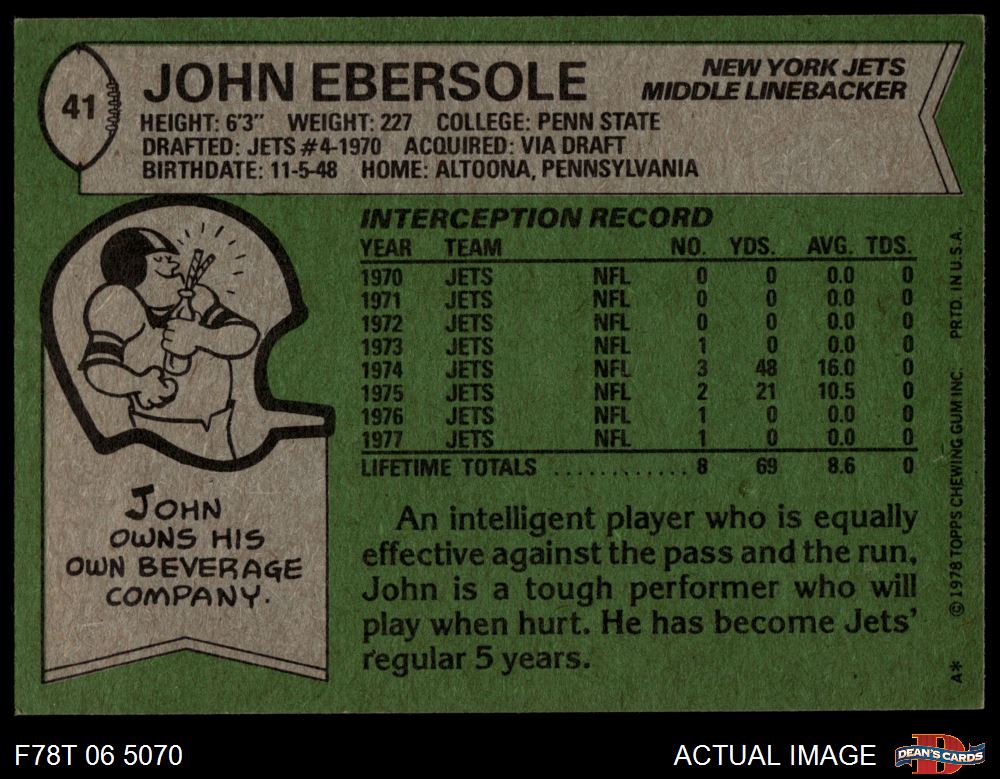 41
JOHN EBERSOLE
NEW YORK JETS
MIDDLE LINEBACKER
HEIGHT: 6'3" WEIGHT: 227 COLLEGE: PENN STATE
DRAFTED: JETS #4-1970 ACQUIRED: VIA DRAFT
BIRTHDATE: 11-5-48 HOME: ALTOONA, PENNSYLVANIA
INTERCEPTION RECORD
YEAR TEAM NO. YDS. AVG. TDS.
1970 JETS NFL 0 0 0.0 0
1971 JETS NFL 0 0 0.0 0
1972 JETS NFL 0 0 0.0 0
1973 JETS NFL 1 0 0.0 0
1974 JETS NFL 3 48 16.0 0
1975 JETS NFL 2 21 10.5 0
1976 JETS NFL 1 0 0.0 0
1977 JETS NFL 1 0 0.0 0
LIFETIME TOTALS ............ 8 69 8.6 0
JOHN
OWNS HIS
OWN BEVERAGE
COMPANY.
An intelligent player who is equally
effective against the pass and the run,
John is a tough performer who will
play when hurt. He has become Jets'
regular 5 years.
A* © 1978 TOPPS CHEWING GUM INC. PRTD. IN U.S.A.
F78T 06 5070
ACTUAL IMAGE
D
DEAN'S CARDS